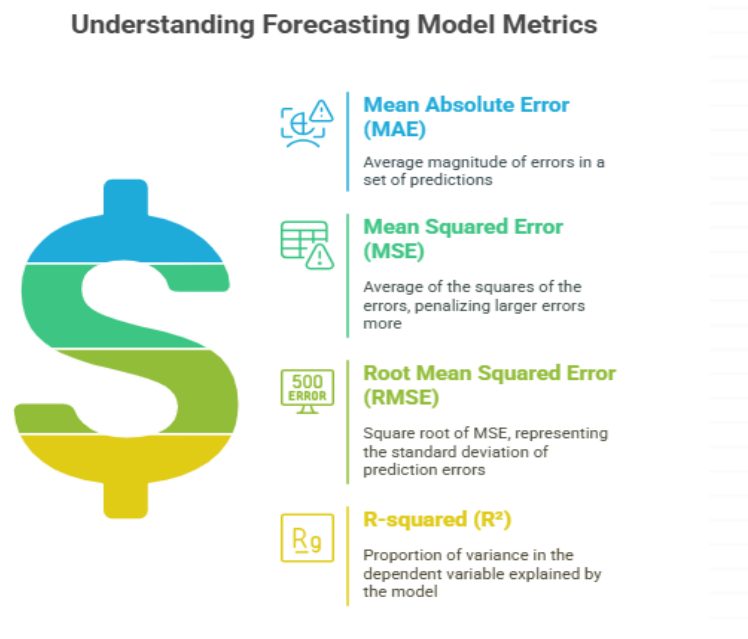 Understanding Forecasting Model Metrics
Mean Absolute Error
(MAE)
Average magnitude of errors in a
set of predictions
Mean Squared Error
(MSE)
Average of the squares of the
errors, penalizing larger errors
more
500
ERROR
Root Mean Squared Error
(RMSE)
Square root of MSE, representing
the standard deviation of
prediction errors
R9
R-squared (R²)
Proportion of variance in the
dependent variable explained by
the model